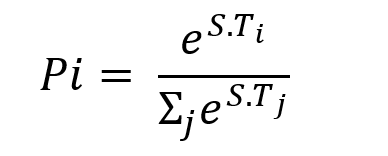 Pi = e^{S.T_i} / Σ_j e^{S.T_j}